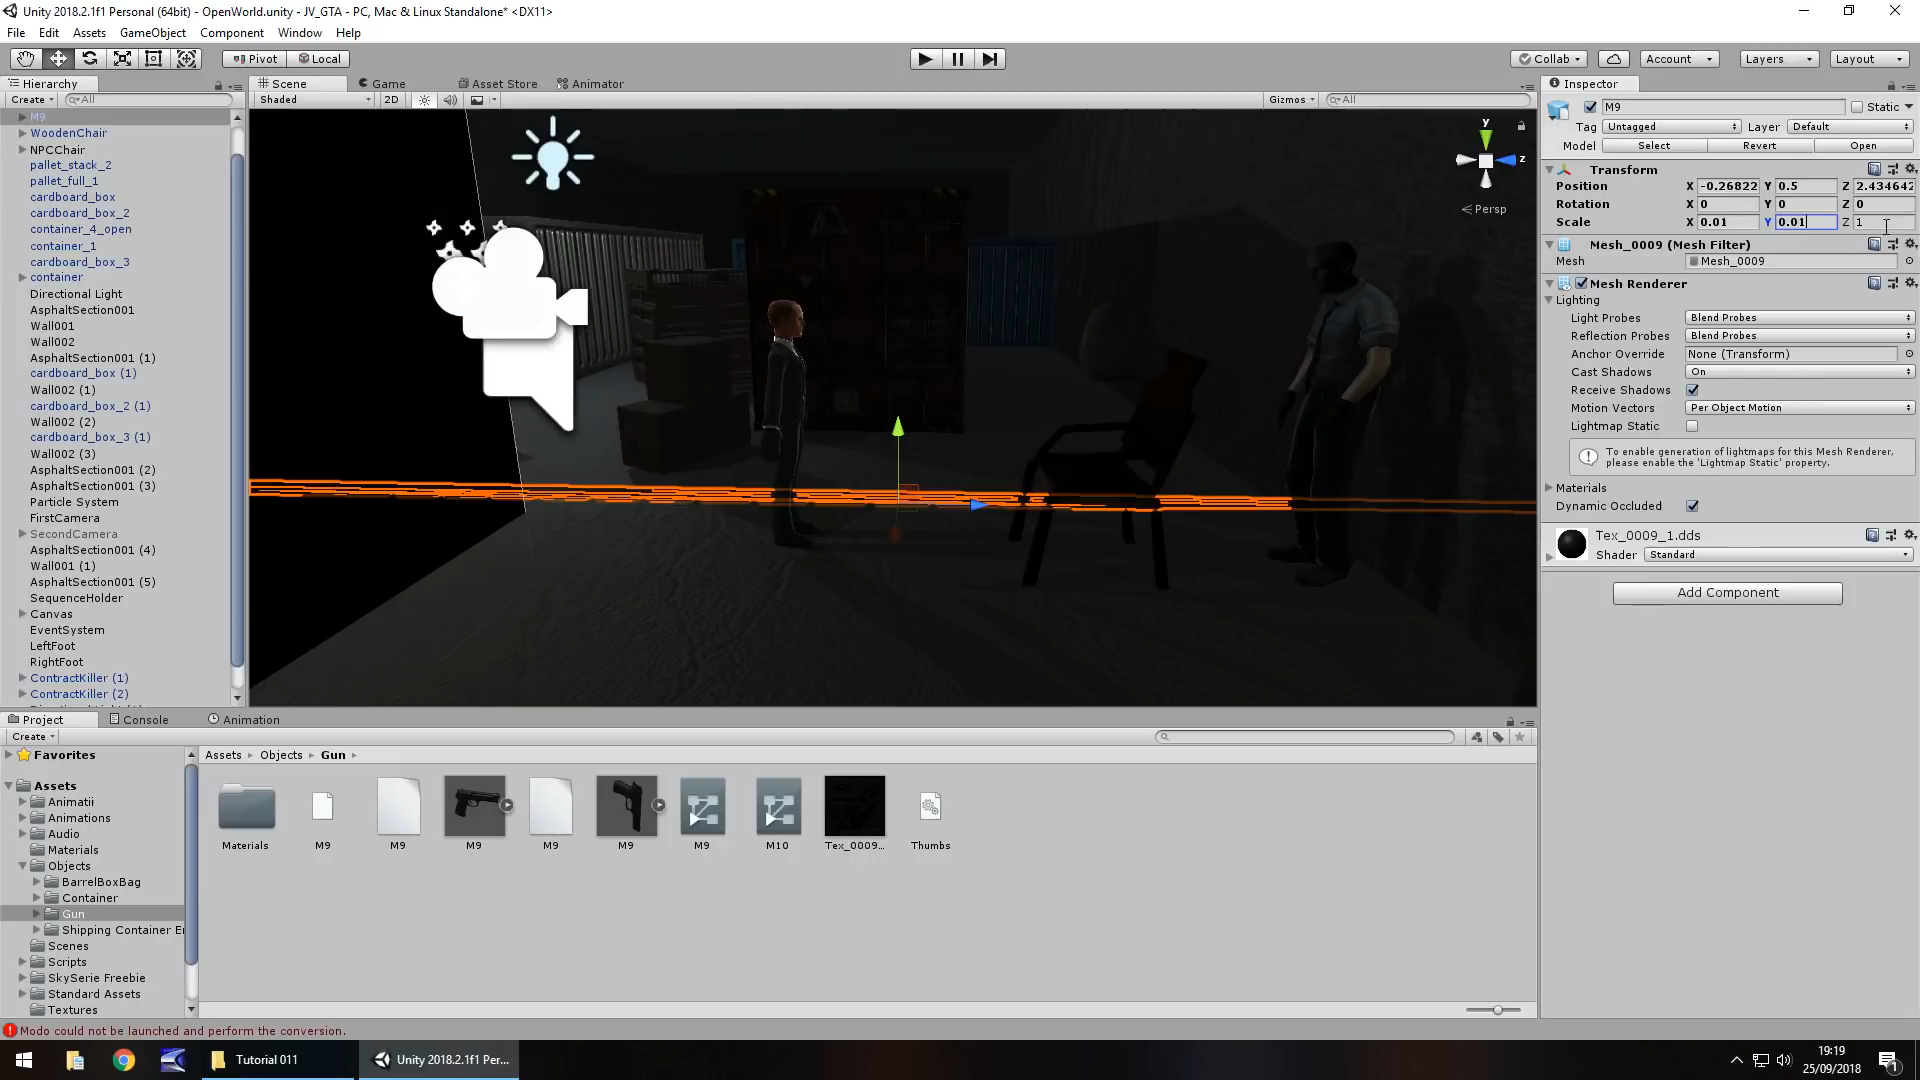 Unity 2018.2.1f1 Personal (64bit) - OpenWorld.unity - JV_GTA - PC, Mac & Linux Standalone* <DX11>
File Edit Assets GameObject Component Window Help
Pivot Local Collab Account Layers Layout
Hierarchy
Create All
M9
WoodenChair
NPCChair
pallet_stack_2
pallet_full_1
cardboard_box
cardboard_box_2
container_4_open
container_1
cardboard_box_3
container
Directional Light
AsphaltSection001
Wall001
Wall002
AsphaltSection001 (1)
cardboard_box (1)
Wall002 (1)
cardboard_box_2 (1)
Wall002 (2)
cardboard_box_3 (1)
Wall002 (3)
AsphaltSection001 (2)
AsphaltSection001 (3)
Particle System
FirstCamera
SecondCamera
AsphaltSection001 (4)
Wall001 (1)
AsphaltSection001 (5)
SequenceHolder
Canvas
EventSystem
LeftFoot
RightFoot
ContractKiller (1)
ContractKiller (2)
Scene Game Asset Store Animator
Shaded 2D Gizmos All
y
z
Persp
Inspector
M9 Static
Tag Untagged Layer Default
Model Select Revert Open
Transform
Position X -0.26822 Y 0.5 Z 2.434642
Rotation X 0 Y 0 Z 0
Scale X 0.01 Y 0.01 Z 1
Mesh_0009 (Mesh Filter)
Mesh Mesh_0009
Mesh Renderer
Lighting
Light Probes Blend Probes
Reflection Probes Blend Probes
Anchor Override None (Transform)
Cast Shadows On
Receive Shadows
Motion Vectors Per Object Motion
Lightmap Static
To enable generation of lightmaps for this Mesh Renderer,
please enable the 'Lightmap Static' property.
Materials
Dynamic Occluded
Tex_0009_1.dds
Shader Standard
Add Component
Project Console Animation
Create
Favorites
Assets
Animatii
Animations
Audio
Materials
Objects
BarrelBoxBag
Container
Gun
Shipping Container
Scenes
Scripts
SkySerie Freebie
Standard Assets
Textures
Assets Objects Gun
Materials M9 M9 M9 M9 M9 M9 M10 Tex_0009... Thumbs
Modo could not be launched and perform the conversion.
Tutorial 011
Unity 2018.2.1f1 Per...
19:19
25/09/2018
1